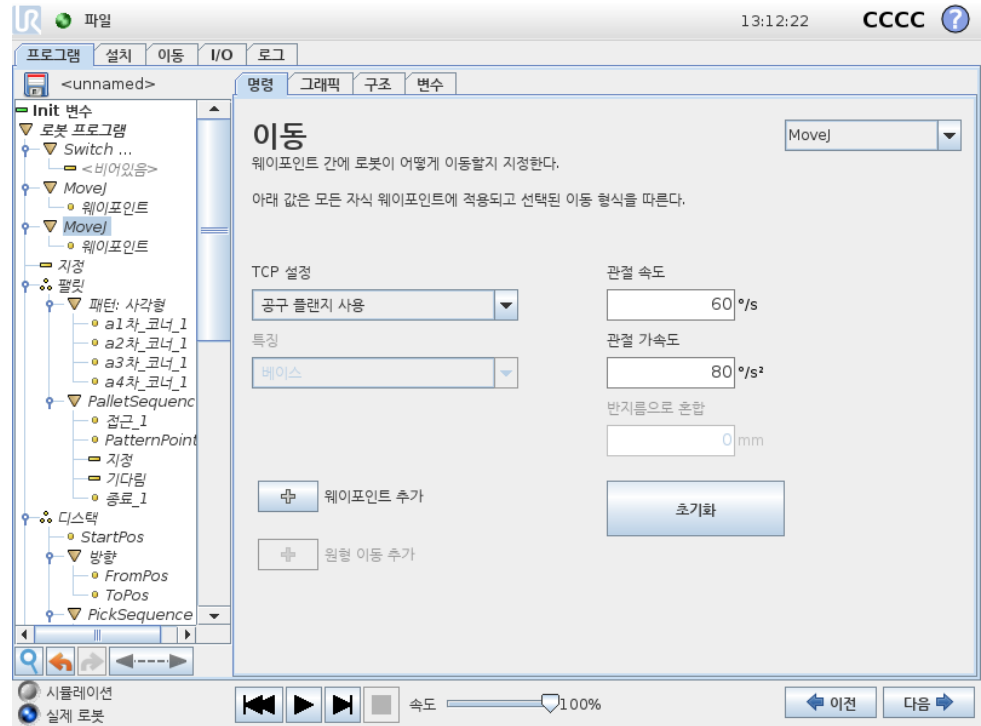 UR 파일 13:12:22 CCCC ?
프로그램 설치 이동 I/O 로그
<unnamed>
명령 그래픽 구조 변수
Init 변수
로봇 프로그램
Switch ...
<비어있음>
MoveJ
웨이포인트
MoveJ
웨이포인트
지정
팰릿
패턴: 사각형
a1차_코너_1
a2차_코너_1
a3차_코너_1
a4차_코너_1
PalletSequenc
접근_1
PatternPoint
지정
기다림
종료_1
디스택
StartPos
방향
FromPos
ToPos
PickSequence
이동
MoveJ
웨이포인트 간에 로봇이 어떻게 이동할지 지정한다.
아래 값은 모든 자식 웨이포인트에 적용되고 선택된 이동 형식을 따른다.
TCP 설정
공구 플랜지 사용
특징
베이스
관절 속도
60 °/s
관절 가속도
80 °/s²
반지름으로 혼합
0 mm
웨이포인트 추가
초기화
원형 이동 추가
시뮬레이션
실제 로봇
속도 100%
이전 다음